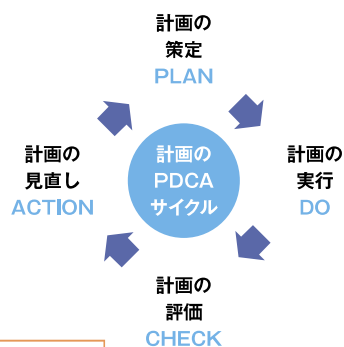 計画の
策定
PLAN
計画の
実行
DO
計画の
評価
CHECK
計画の
見直し
ACTION
計画の
PDCA
サイクル